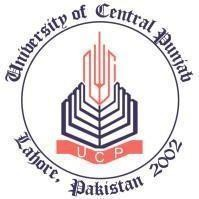 University of Central Punjab
UCP
Lahore, Pakistan 2002